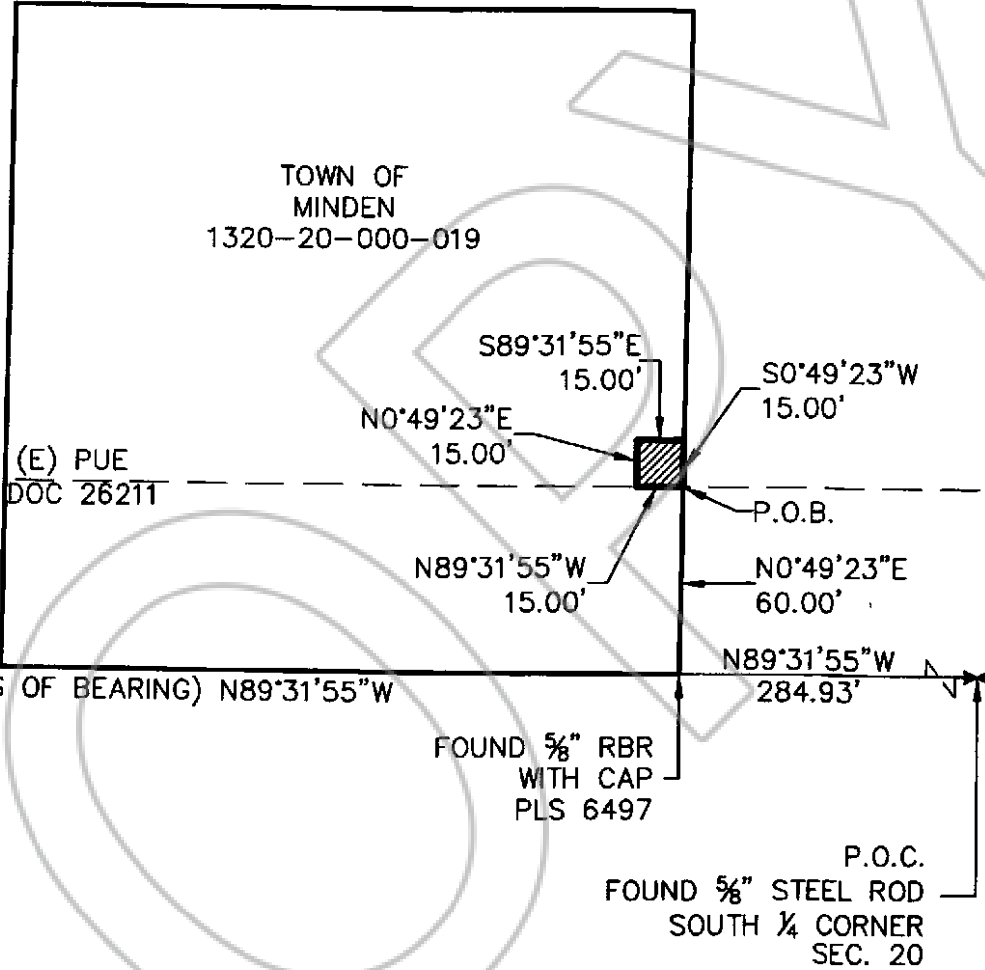 TOWN OF
MINDEN
1320-20-000-019
S89°31'55"E
15.00'
S0°49'23"W
15.00'
N0°49'23"E
15.00'
(E) PUE
DOC 26211
P.O.B.
N89°31'55"W
15.00'
N0°49'23"E
60.00'
N89°31'55"W
284.93'
OF BEARING) N89°31'55"W
FOUND 5/8" RBR
WITH CAP
PLS 6497
P.O.C.
FOUND 5/8" STEEL ROD
SOUTH 1/4 CORNER
SEC. 20